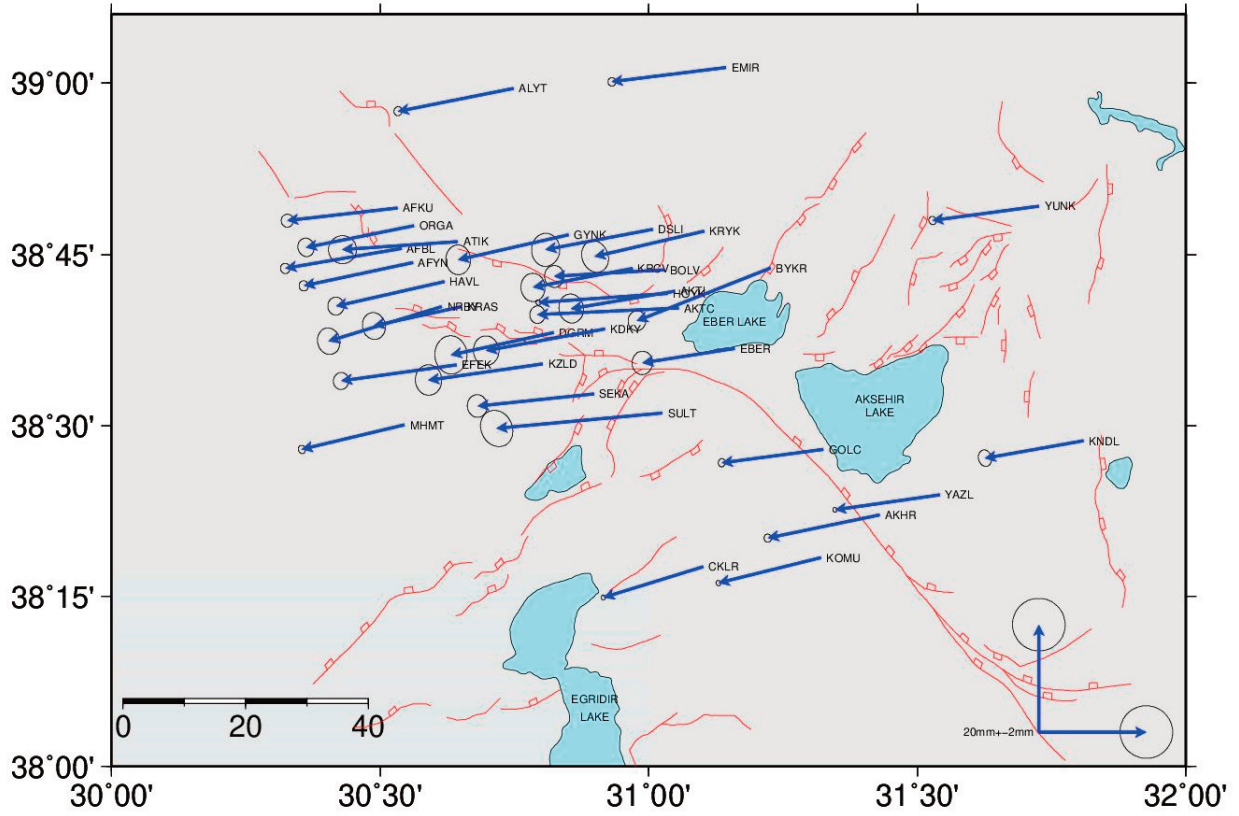 39°00'
EMIR
ALYT
AFKU
YUNK
ORGA
GYNK
DSLI
KRYK
ATIK
38°45'
AFBL
AFYN
KRCV
BOLV
BYKR
HAVL
AKTL
AKTC
EBER LAKE
NRBK
KRAS
DGRM
KDKY
EBER
EFEK
KZLD
SEKA
AKSEHIR
LAKE
SULT
38°30'
MHMT
KNDL
GOLC
YAZL
AKHR
KOMU
CKLR
38°15'
EGRIDIR
LAKE
0 20 40
20mm+−2mm
38°00'
30°00' 30°30' 31°00' 31°30' 32°00'